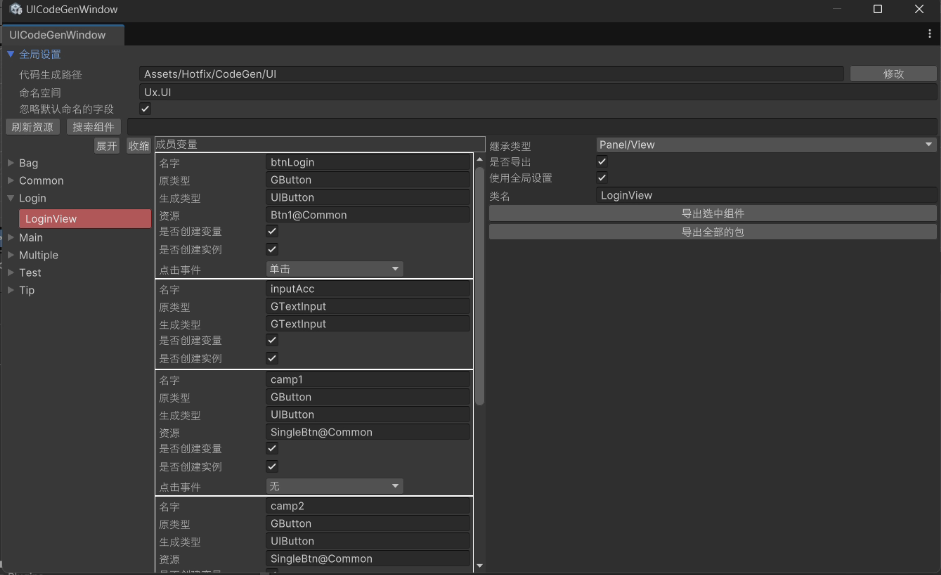 UICodeGenWindow
UICodeGenWindow
全局设置
代码生成路径 Assets/Hotfix/CodeGen/UI 修改
命名空间 Ux.UI
忽略默认命名的字段
刷新资源 搜索组件
展开 收缩
Bag
Common
Login
LoginView
Main
Multiple
Test
Tip
成员变量
名字 btnLogin
原类型 GButton
生成类型 UIButton
资源 Btn1@Common
是否创建变量
是否创建实例
点击事件 单击
名字 inputAcc
原类型 GTextInput
生成类型 GTextInput
是否创建变量
是否创建实例
名字 camp1
原类型 GButton
生成类型 UIButton
资源 SingleBtn@Common
是否创建变量
是否创建实例
点击事件 无
名字 camp2
原类型 GButton
生成类型 UIButton
资源 SingleBtn@Common
继承类型 Panel/View
是否导出
使用全局设置
类名 LoginView
导出选中组件
导出全部的包